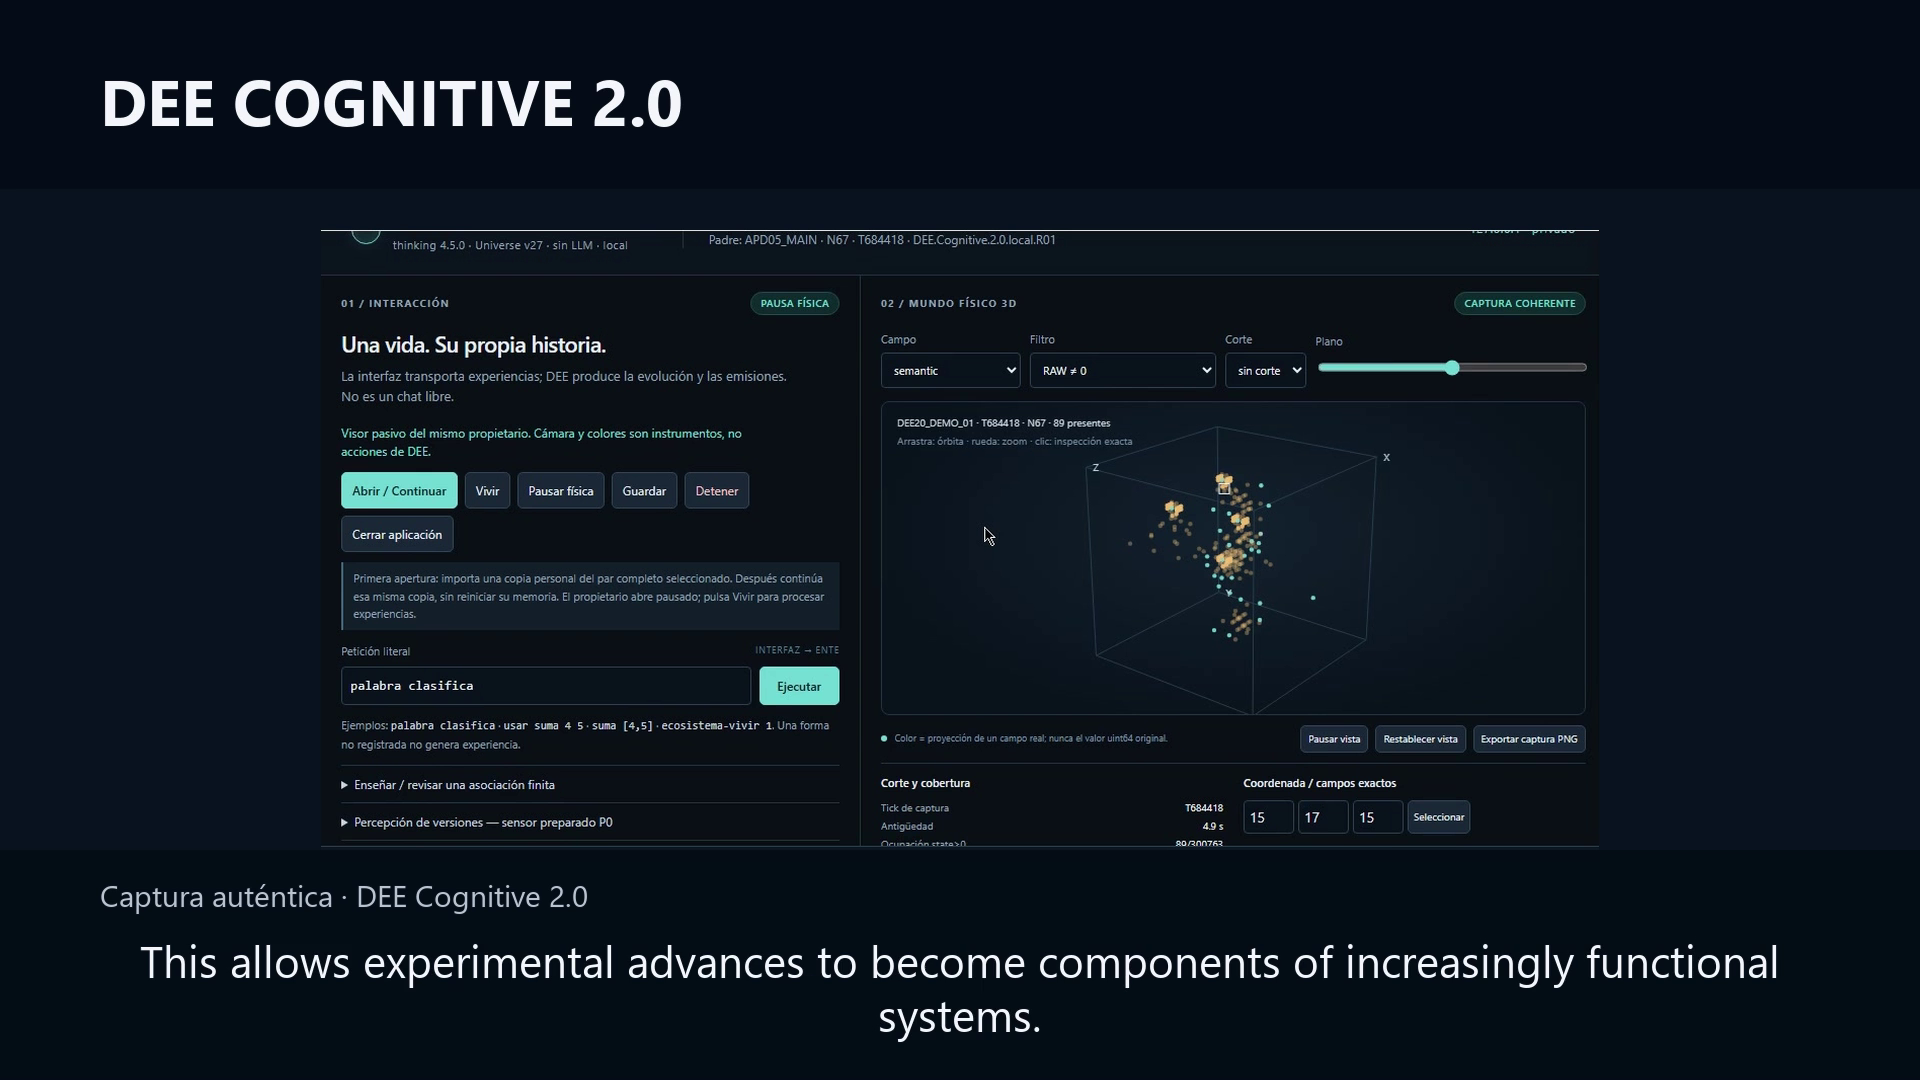 DEE COGNITIVE 2.0
thinking 4.5.0 · Universe v27 · sin LLM · local
Padre: APD05_MAIN · N67 · T684418 · DEE.Cognitive.2.0.local.R01
01 / INTERACCIÓN
PAUSA FÍSICA
Una vida. Su propia historia.
La interfaz transporta experiencias; DEE produce la evolución y las emisiones.
No es un chat libre.
Visor pasivo del mismo propietario. Cámara y colores son instrumentos, no
acciones de DEE.
Abrir / Continuar
Vivir
Pausar física
Guardar
Detener
Cerrar aplicación
Primera apertura: importa una copia personal del par completo seleccionado. Después continúa
esa misma copia, sin reiniciar su memoria. El propietario abre pausado; pulsa Vivir para procesar
experiencias.
Petición literal
INTERFAZ → ENTE
palabra clasifica
Ejecutar
Ejemplos: palabra clasifica · usar suma 4 5 · suma [4,5] · ecosistema-vivir 1. Una forma
no registrada no genera experiencia.
▶ Enseñar / revisar una asociación finita
▶ Percepción de versiones — sensor preparado P0
02 / MUNDO FÍSICO 3D
CAPTURA COHERENTE
Campo
Filtro
Corte
Plano
semantic
RAW ≠ 0
sin corte
DEE20_DEMO_01 · T684418 · N67 · 89 presentes
Arrastra: órbita · rueda: zoom · clic: inspección exacta
Z
X
Y
Color = proyección de un campo real; nunca el valor uint64 original.
Pausar vista
Restablecer vista
Exportar captura PNG
Corte y cobertura
Tick de captura
T684418
Antigüedad
4.9 s
Ocupación state>0
89/300763
Coordenada / campos exactos
15
17
15
Seleccionar
Captura auténtica · DEE Cognitive 2.0
This allows experimental advances to become components of increasingly functional
systems.